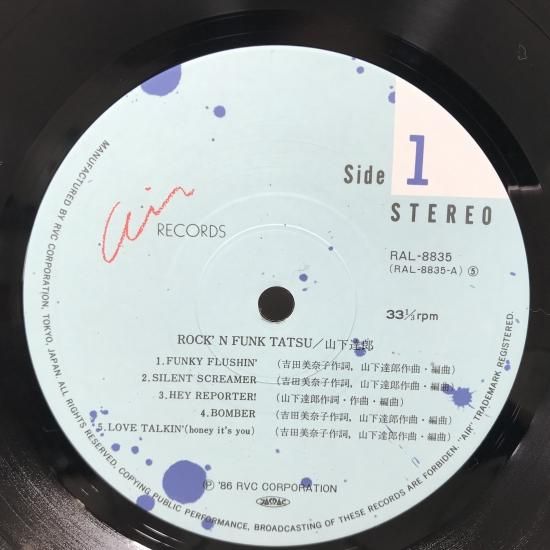 Side 1
STEREO
air RECORDS
RAL-8835
(RAL-8835-A) ⑤
33⅓rpm
ROCK' N FUNK TATSU／山下達郎
1. FUNKY FLUSHIN' (吉田美奈子作詞, 山下達郎作曲・編曲)
2. SILENT SCREAMER (吉田美奈子作詞, 山下達郎作曲・編曲)
3. HEY REPORTER! (山下達郎作詞・作曲・編曲)
4. BOMBER (吉田美奈子作詞, 山下達郎作曲・編曲)
5. LOVE TALKIN'(honey it's you) (吉田美奈子作詞, 山下達郎作曲・編曲)
Ⓟ '86 RVC CORPORATION
JASRAC
MANUFACTURED BY RVC CORPORATION, TOKYO, JAPAN. ALL RIGHTS RESERVED. COPYING PUBLIC PERFORMANCE, BROADCASTING OF THESE RECORDS ARE FORBIDDEN. "AIR" TRADEMARK REGISTERED.